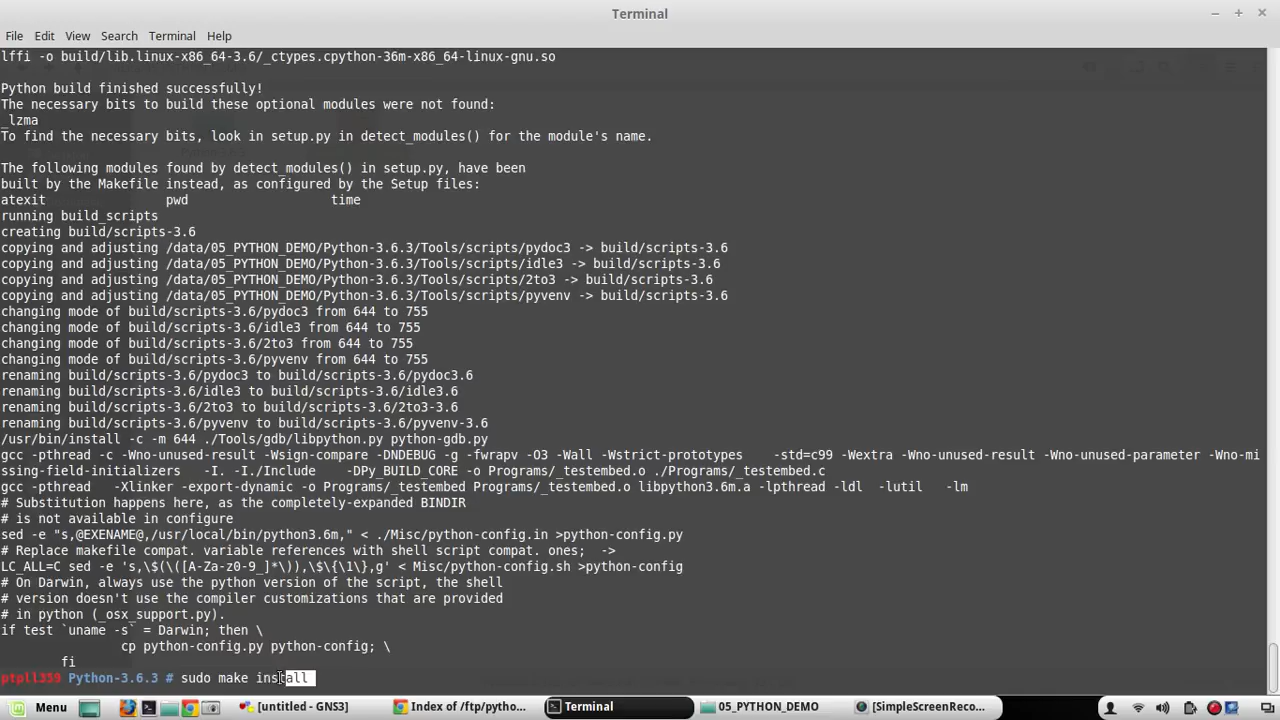 Terminal
File Edit View Search Terminal Help
lffi -o build/lib.linux-x86_64-3.6/_ctypes.cpython-36m-x86_64-linux-gnu.so
Python build finished successfully!
The necessary bits to build these optional modules were not found:
_lzma
To find the necessary bits, look in setup.py in detect_modules() for the module's name.
The following modules found by detect_modules() in setup.py, have been
built by the Makefile instead, as configured by the Setup files:
atexit pwd time
running build_scripts
creating build/scripts-3.6
copying and adjusting /data/05_PYTHON_DEMO/Python-3.6.3/Tools/scripts/pydoc3 -> build/scripts-3.6
copying and adjusting /data/05_PYTHON_DEMO/Python-3.6.3/Tools/scripts/idle3 -> build/scripts-3.6
copying and adjusting /data/05_PYTHON_DEMO/Python-3.6.3/Tools/scripts/2to3 -> build/scripts-3.6
copying and adjusting /data/05_PYTHON_DEMO/Python-3.6.3/Tools/scripts/pyvenv -> build/scripts-3.6
changing mode of build/scripts-3.6/pydoc3 from 644 to 755
changing mode of build/scripts-3.6/idle3 from 644 to 755
changing mode of build/scripts-3.6/2to3 from 644 to 755
changing mode of build/scripts-3.6/pyvenv from 644 to 755
renaming build/scripts-3.6/pydoc3 to build/scripts-3.6/pydoc3.6
renaming build/scripts-3.6/idle3 to build/scripts-3.6/idle3.6
renaming build/scripts-3.6/2to3 to build/scripts-3.6/2to3-3.6
renaming build/scripts-3.6/pyvenv to build/scripts-3.6/pyvenv-3.6
/usr/bin/install -c -m 644 ./Tools/gdb/libpython.py python-gdb.py
gcc -pthread -c -Wno-unused-result -Wsign-compare -DNDEBUG -g -fwrapv -O3 -Wall -Wstrict-prototypes -std=c99 -Wextra -Wno-unused-result -Wno-unused-parameter -Wno-mi
ssing-field-initializers -I. -I./Include -DPy_BUILD_CORE -o Programs/_testembed.o ./Programs/_testembed.c
gcc -pthread -Xlinker -export-dynamic -o Programs/_testembed Programs/_testembed.o libpython3.6m.a -lpthread -ldl -lutil -lm
# Substitution happens here, as the completely-expanded BINDIR
# is not available in configure
sed -e "s,@EXENAME@,/usr/local/bin/python3.6m," < ./Misc/python-config.in >python-config.py
# Replace makefile compat. variable references with shell script compat. ones; ->
LC_ALL=C sed -e 's,\$(\([A-Za-z0-9_]*\)),\$\{\1\},g' < Misc/python-config.sh >python-config
# On Darwin, always use the python version of the script, the shell
# version doesn't use the compiler customizations that are provided
# in python (_osx_support.py).
if test `uname -s` = Darwin; then \
cp python-config.py python-config; \
fi
ptpll359 Python-3.6.3 # sudo make install
Menu [untitled - GNS3] Index of /ftp/pytho... Terminal 05_PYTHON_DEMO [SimpleScreenReco...